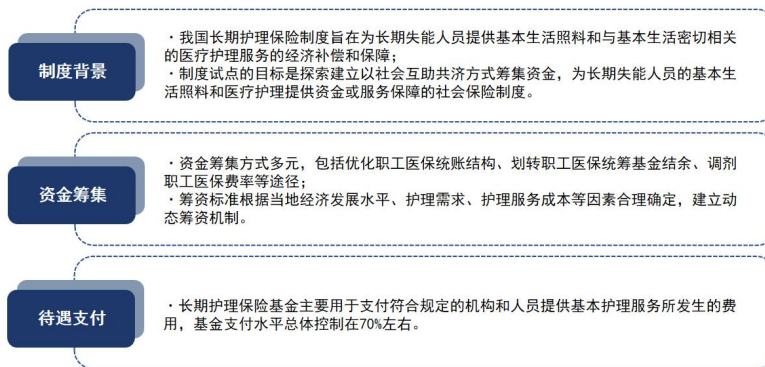 制度背景
·我国长期护理保险制度旨在为长期失能人员提供基本生活照料和与基本生活密切相关
的医疗护理服务的经济补偿和保障；
·制度试点的目标是探索建立以社会互助共济方式筹集资金，为长期失能人员的基本生
活照料和医疗护理提供资金或服务保障的社会保险制度。
资金筹集
·资金筹集方式多元，包括优化职工医保统账结构、划转职工医保统筹基金结余、调剂
职工医保费率等途径；
·筹资标准根据当地经济发展水平、护理需求、护理服务成本等因素合理确定，建立动
态筹资机制。
待遇支付
·长期护理保险基金主要用于支付符合规定的机构和人员提供基本护理服务所发生的费
用，基金支付水平总体控制在70%左右。